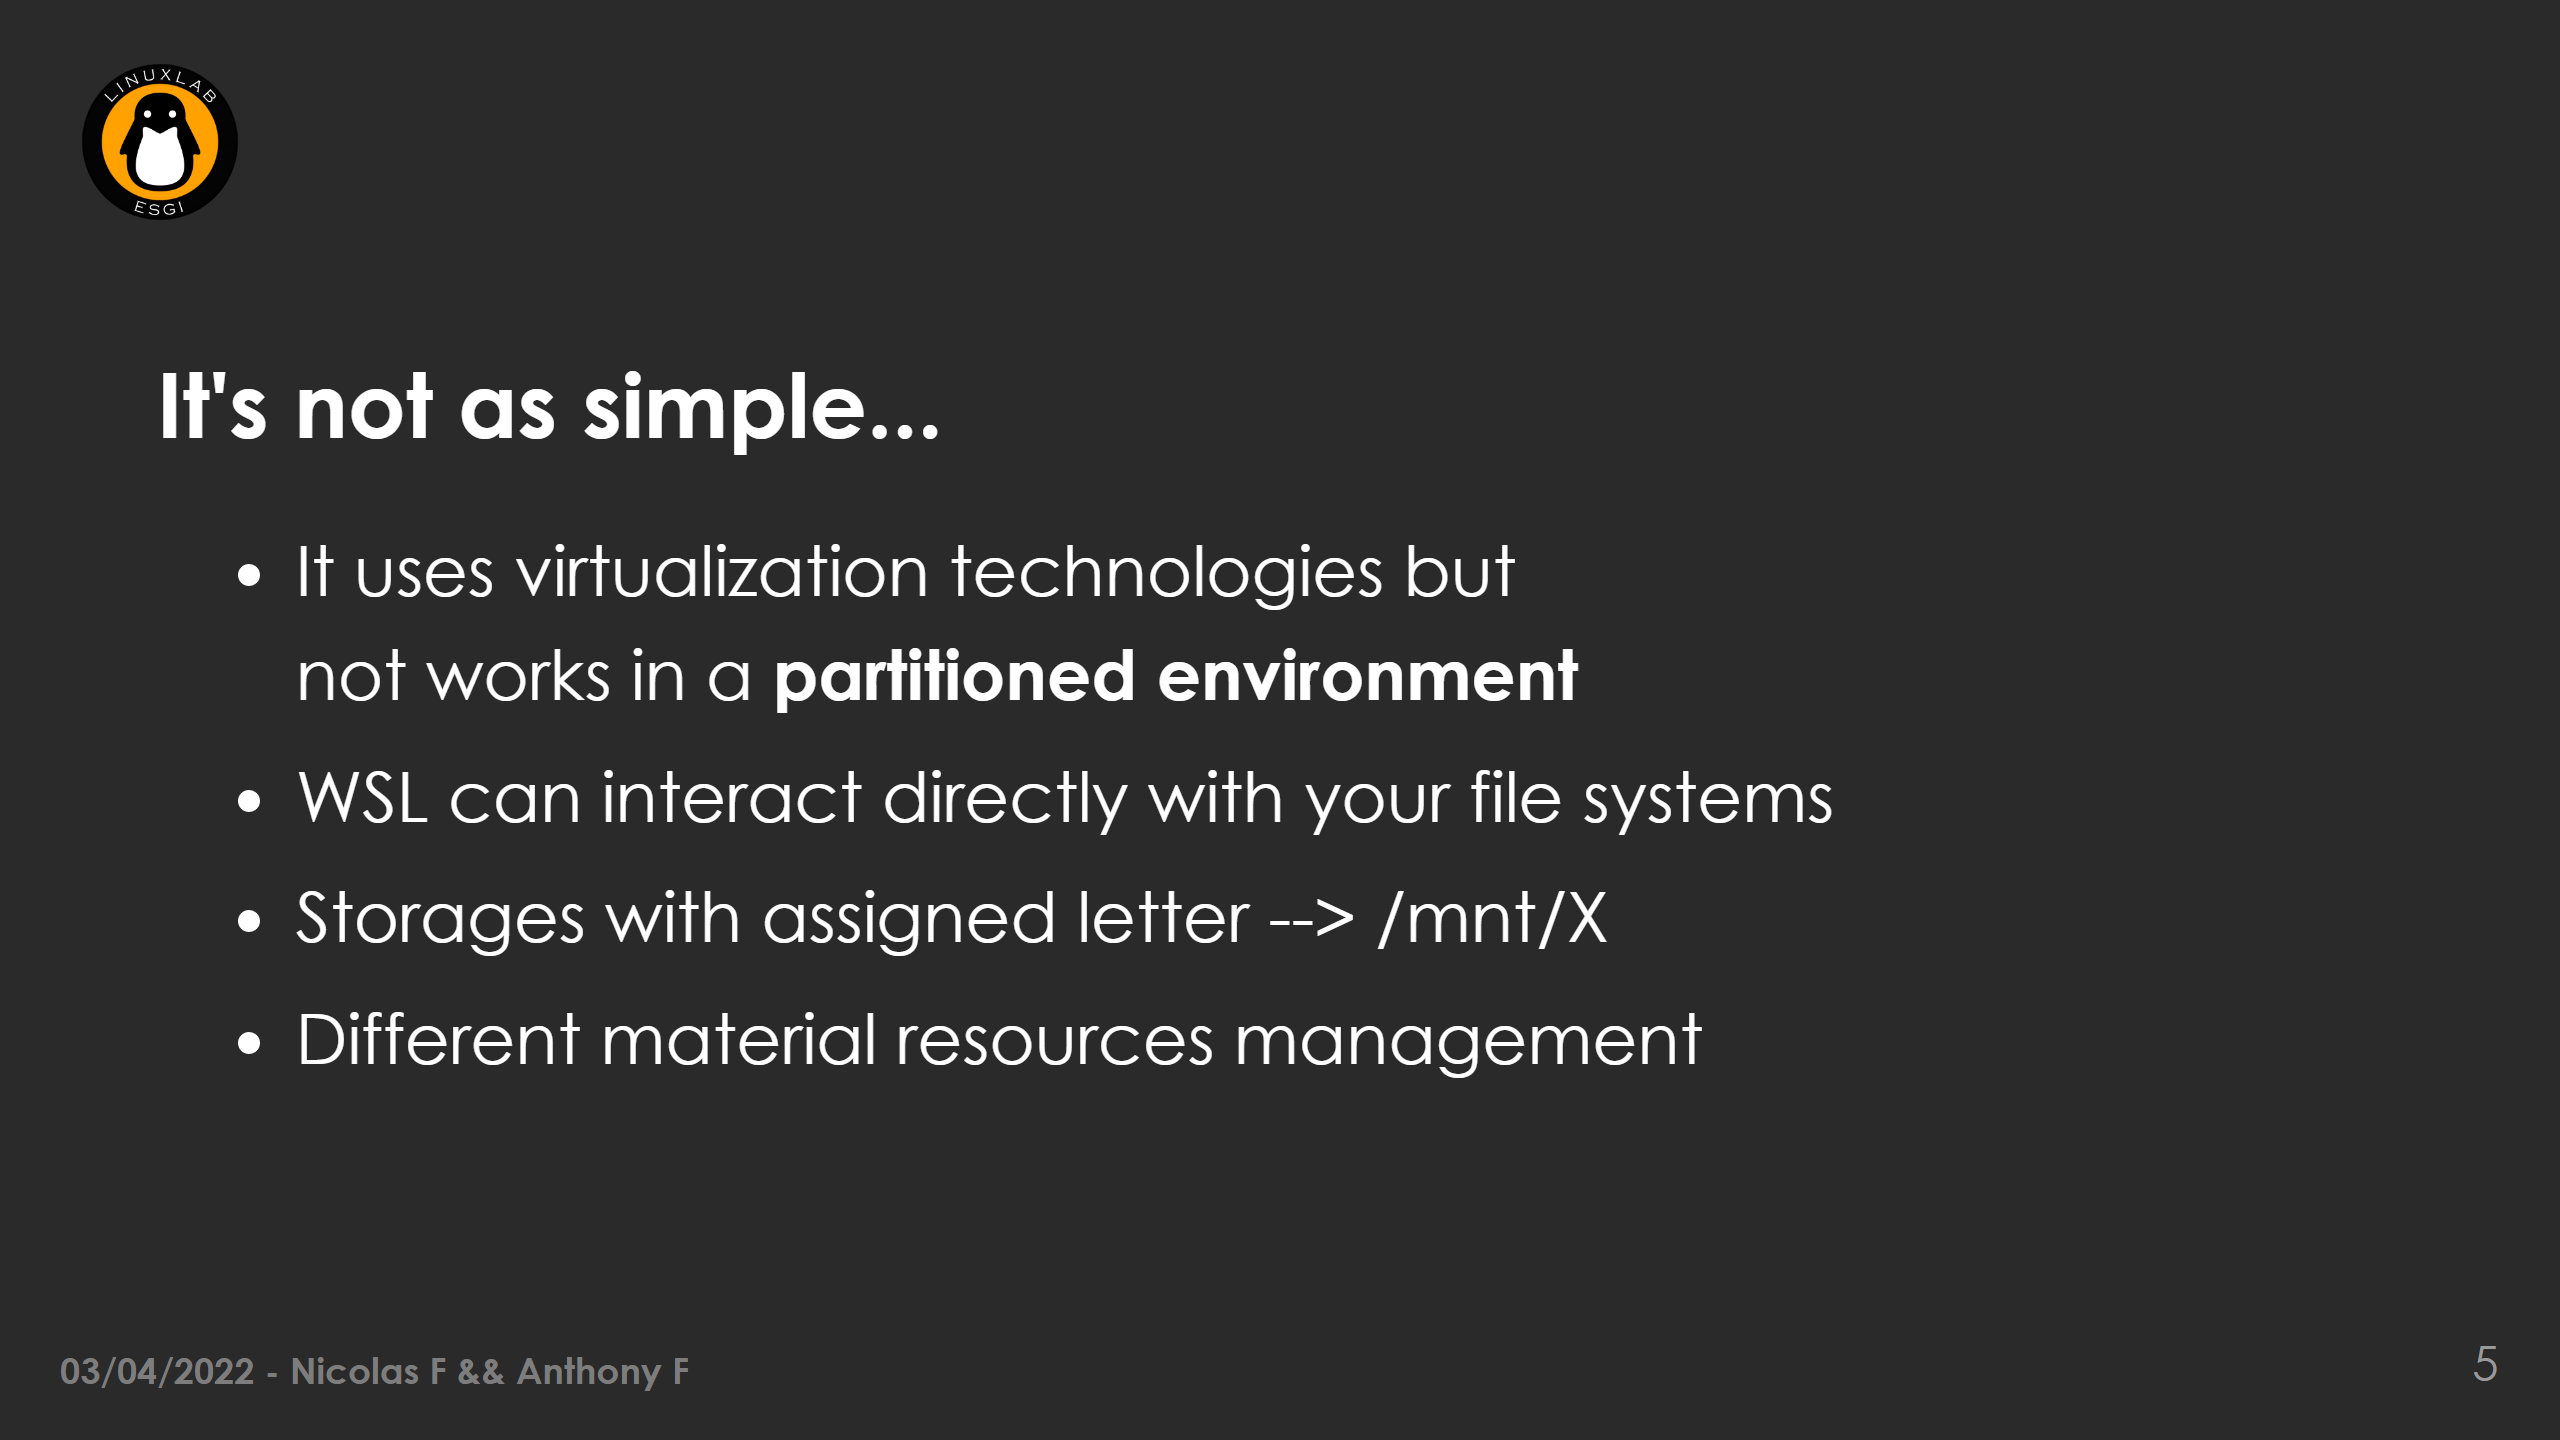 LINUXLAB
ESGI
It's not as simple...
• It uses virtualization technologies but
not works in a partitioned environment
• WSL can interact directly with your file systems
• Storages with assigned letter --> /mnt/X
• Different material resources management
03/04/2022 - Nicolas F && Anthony F
5